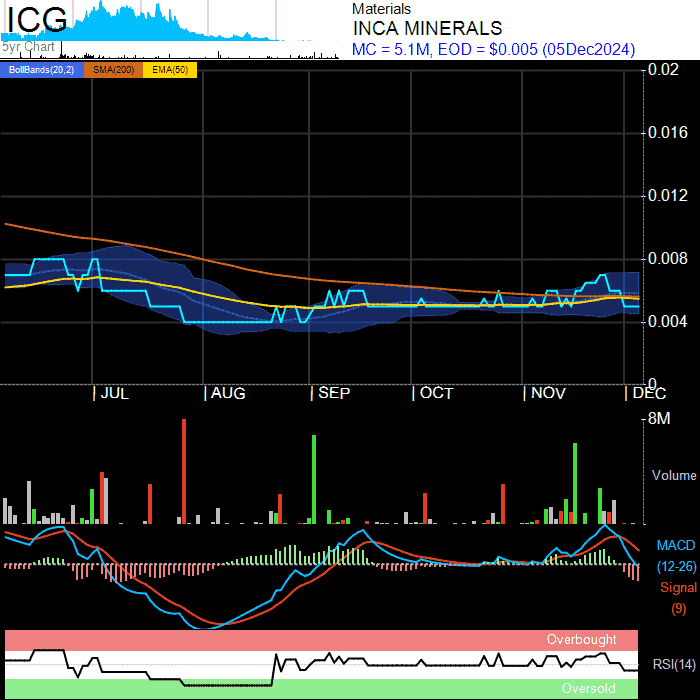 ICG
5yr Chart
Materials
INCA MINERALS
MC = 5.1M, EOD = $0.005 (05Dec2024)
BollBands(20,2) SMA(200) EMA(50)
0.02
0.016
0.012
0.008
0.004
0
JUL AUG SEP OCT NOV DEC
8M
Volume
MACD
(12-26)
Signal
(9)
Overbought
RSI(14)
Oversold